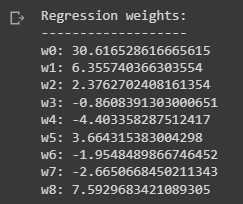 Regression weights:
-------------------
w0: 30.616528616665615
w1: 6.355740366303554
w2: 2.3762702408161354
w3: -0.8608391303000651
w4: -4.403358287512417
w5: 3.664315383004298
w6: -1.9548489866746452
w7: -2.6650668450211343
w8: 7.5929683421089305